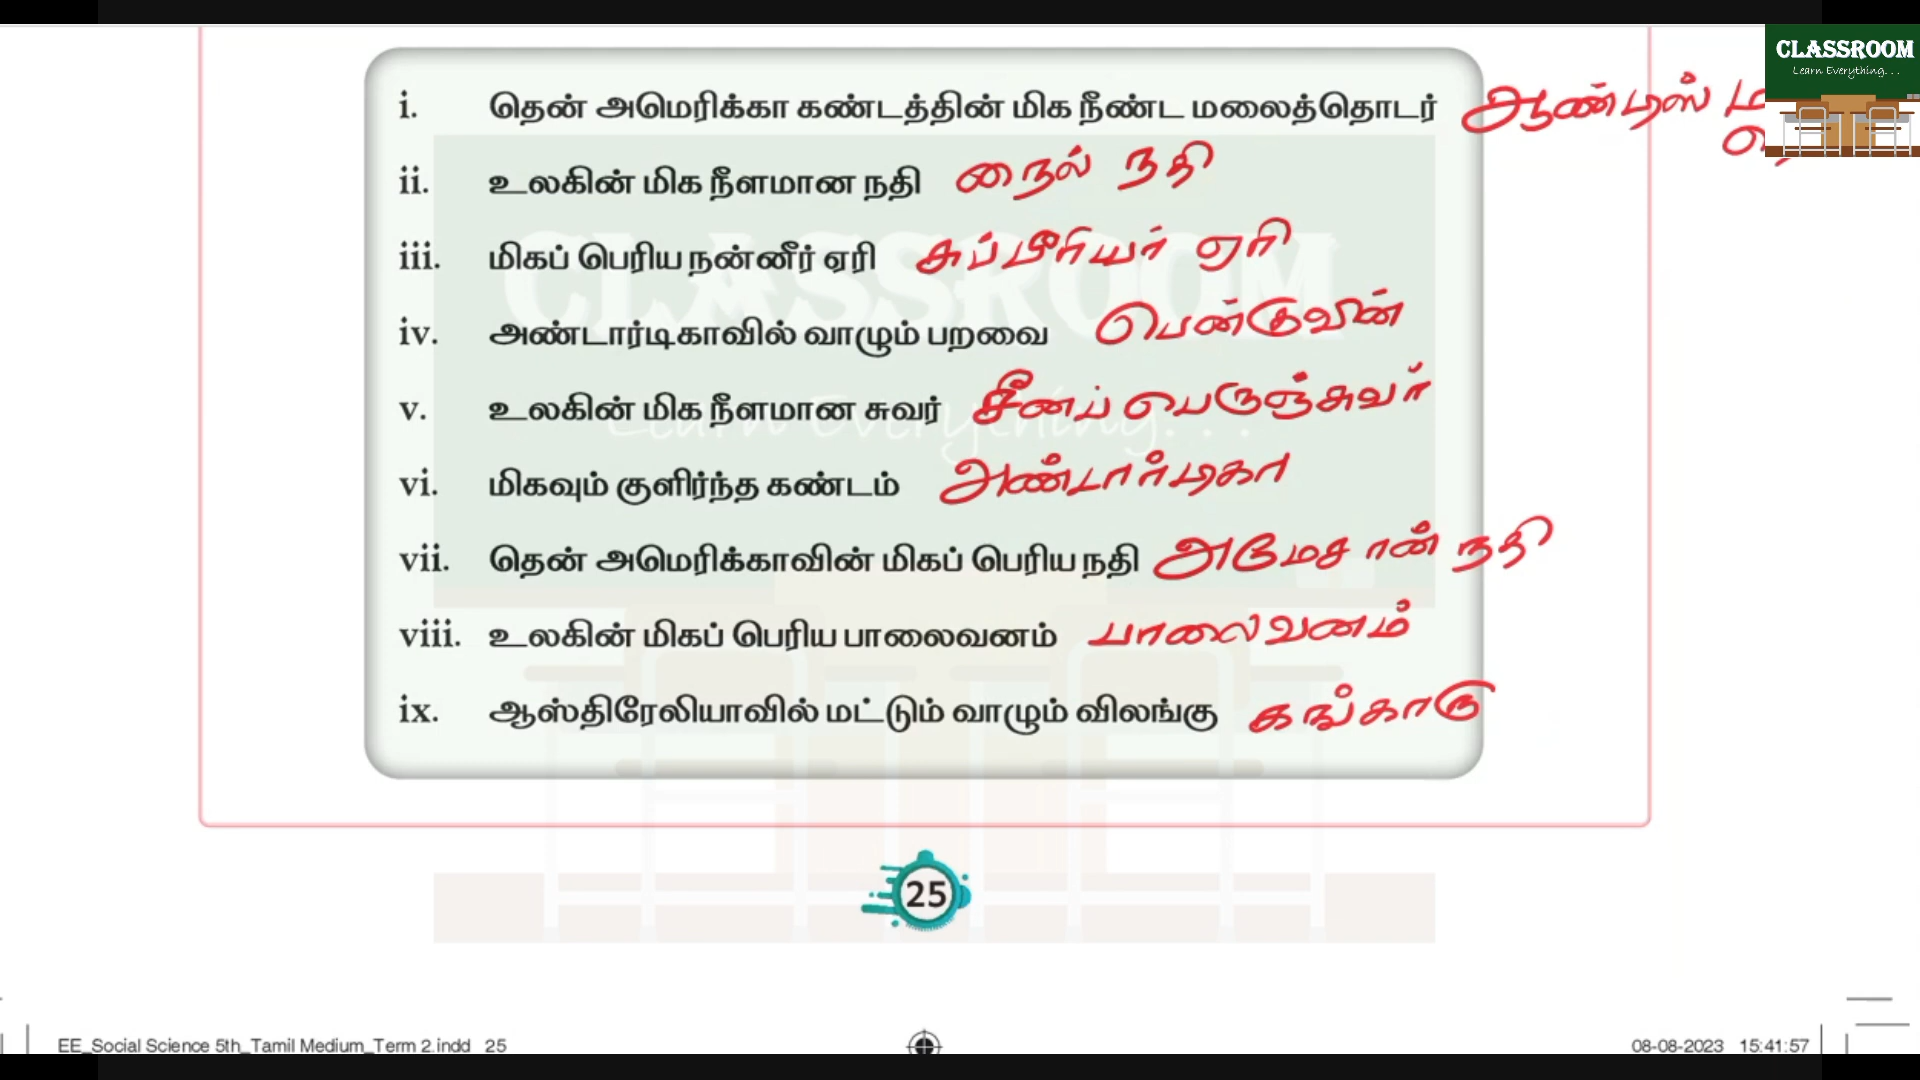 CLASSROOM
Learn Everything...
i. தென் அமெரிக்கா கண்டத்தின் மிக நீண்ட மலைத்தொடர் ஆண்டிஸ்
ii. உலகின் மிக நீளமான நதி நைல் நதி
iii. மிகப் பெரிய நன்னீர் ஏரி சுப்பீரியர் ஏரி
iv. அண்டார்டிகாவில் வாழும் பறவை பென்குவின்
v. உலகின் மிக நீளமான சுவர் சீனப் பெருஞ்சுவர்
vi. மிகவும் குளிர்ந்த கண்டம் அண்டார்டிகா
vii. தென் அமெரிக்காவின் மிகப் பெரிய நதி அமேசான் நதி
viii. உலகின் மிகப் பெரிய பாலைவனம் பாலைவனம்
ix. ஆஸ்திரேலியாவில் மட்டும் வாழும் விலங்கு கங்காரு
CLASSROOM
Learn Everything...
25
EE_Social Science 5th_Tamil Medium_Term 2.indd 25
08-08-2023 15:41:57